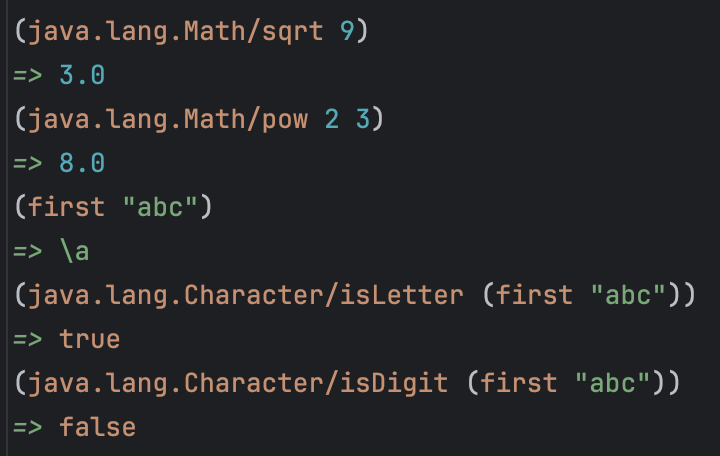 (java.lang.Math/sqrt 9)
=> 3.0
(java.lang.Math/pow 2 3)
=> 8.0
(first "abc")
=> \a
(java.lang.Character/isLetter (first "abc"))
=> true
(java.lang.Character/isDigit (first "abc"))
=> false